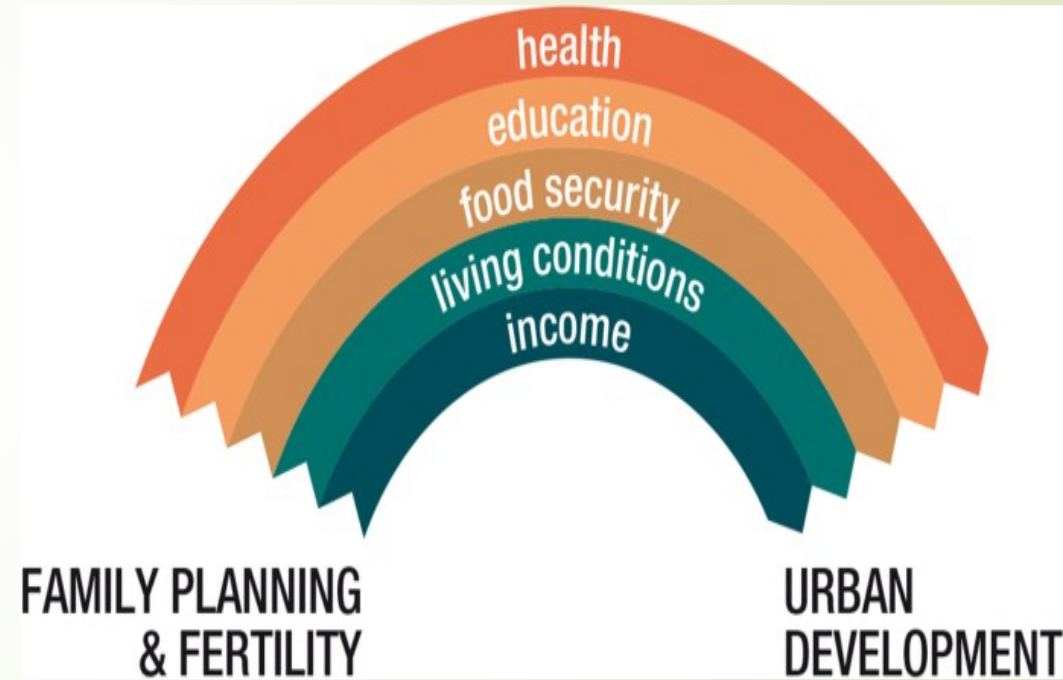 health
education
food security
living conditions
income
FAMILY PLANNING
& FERTILITY
URBAN
DEVELOPMENT